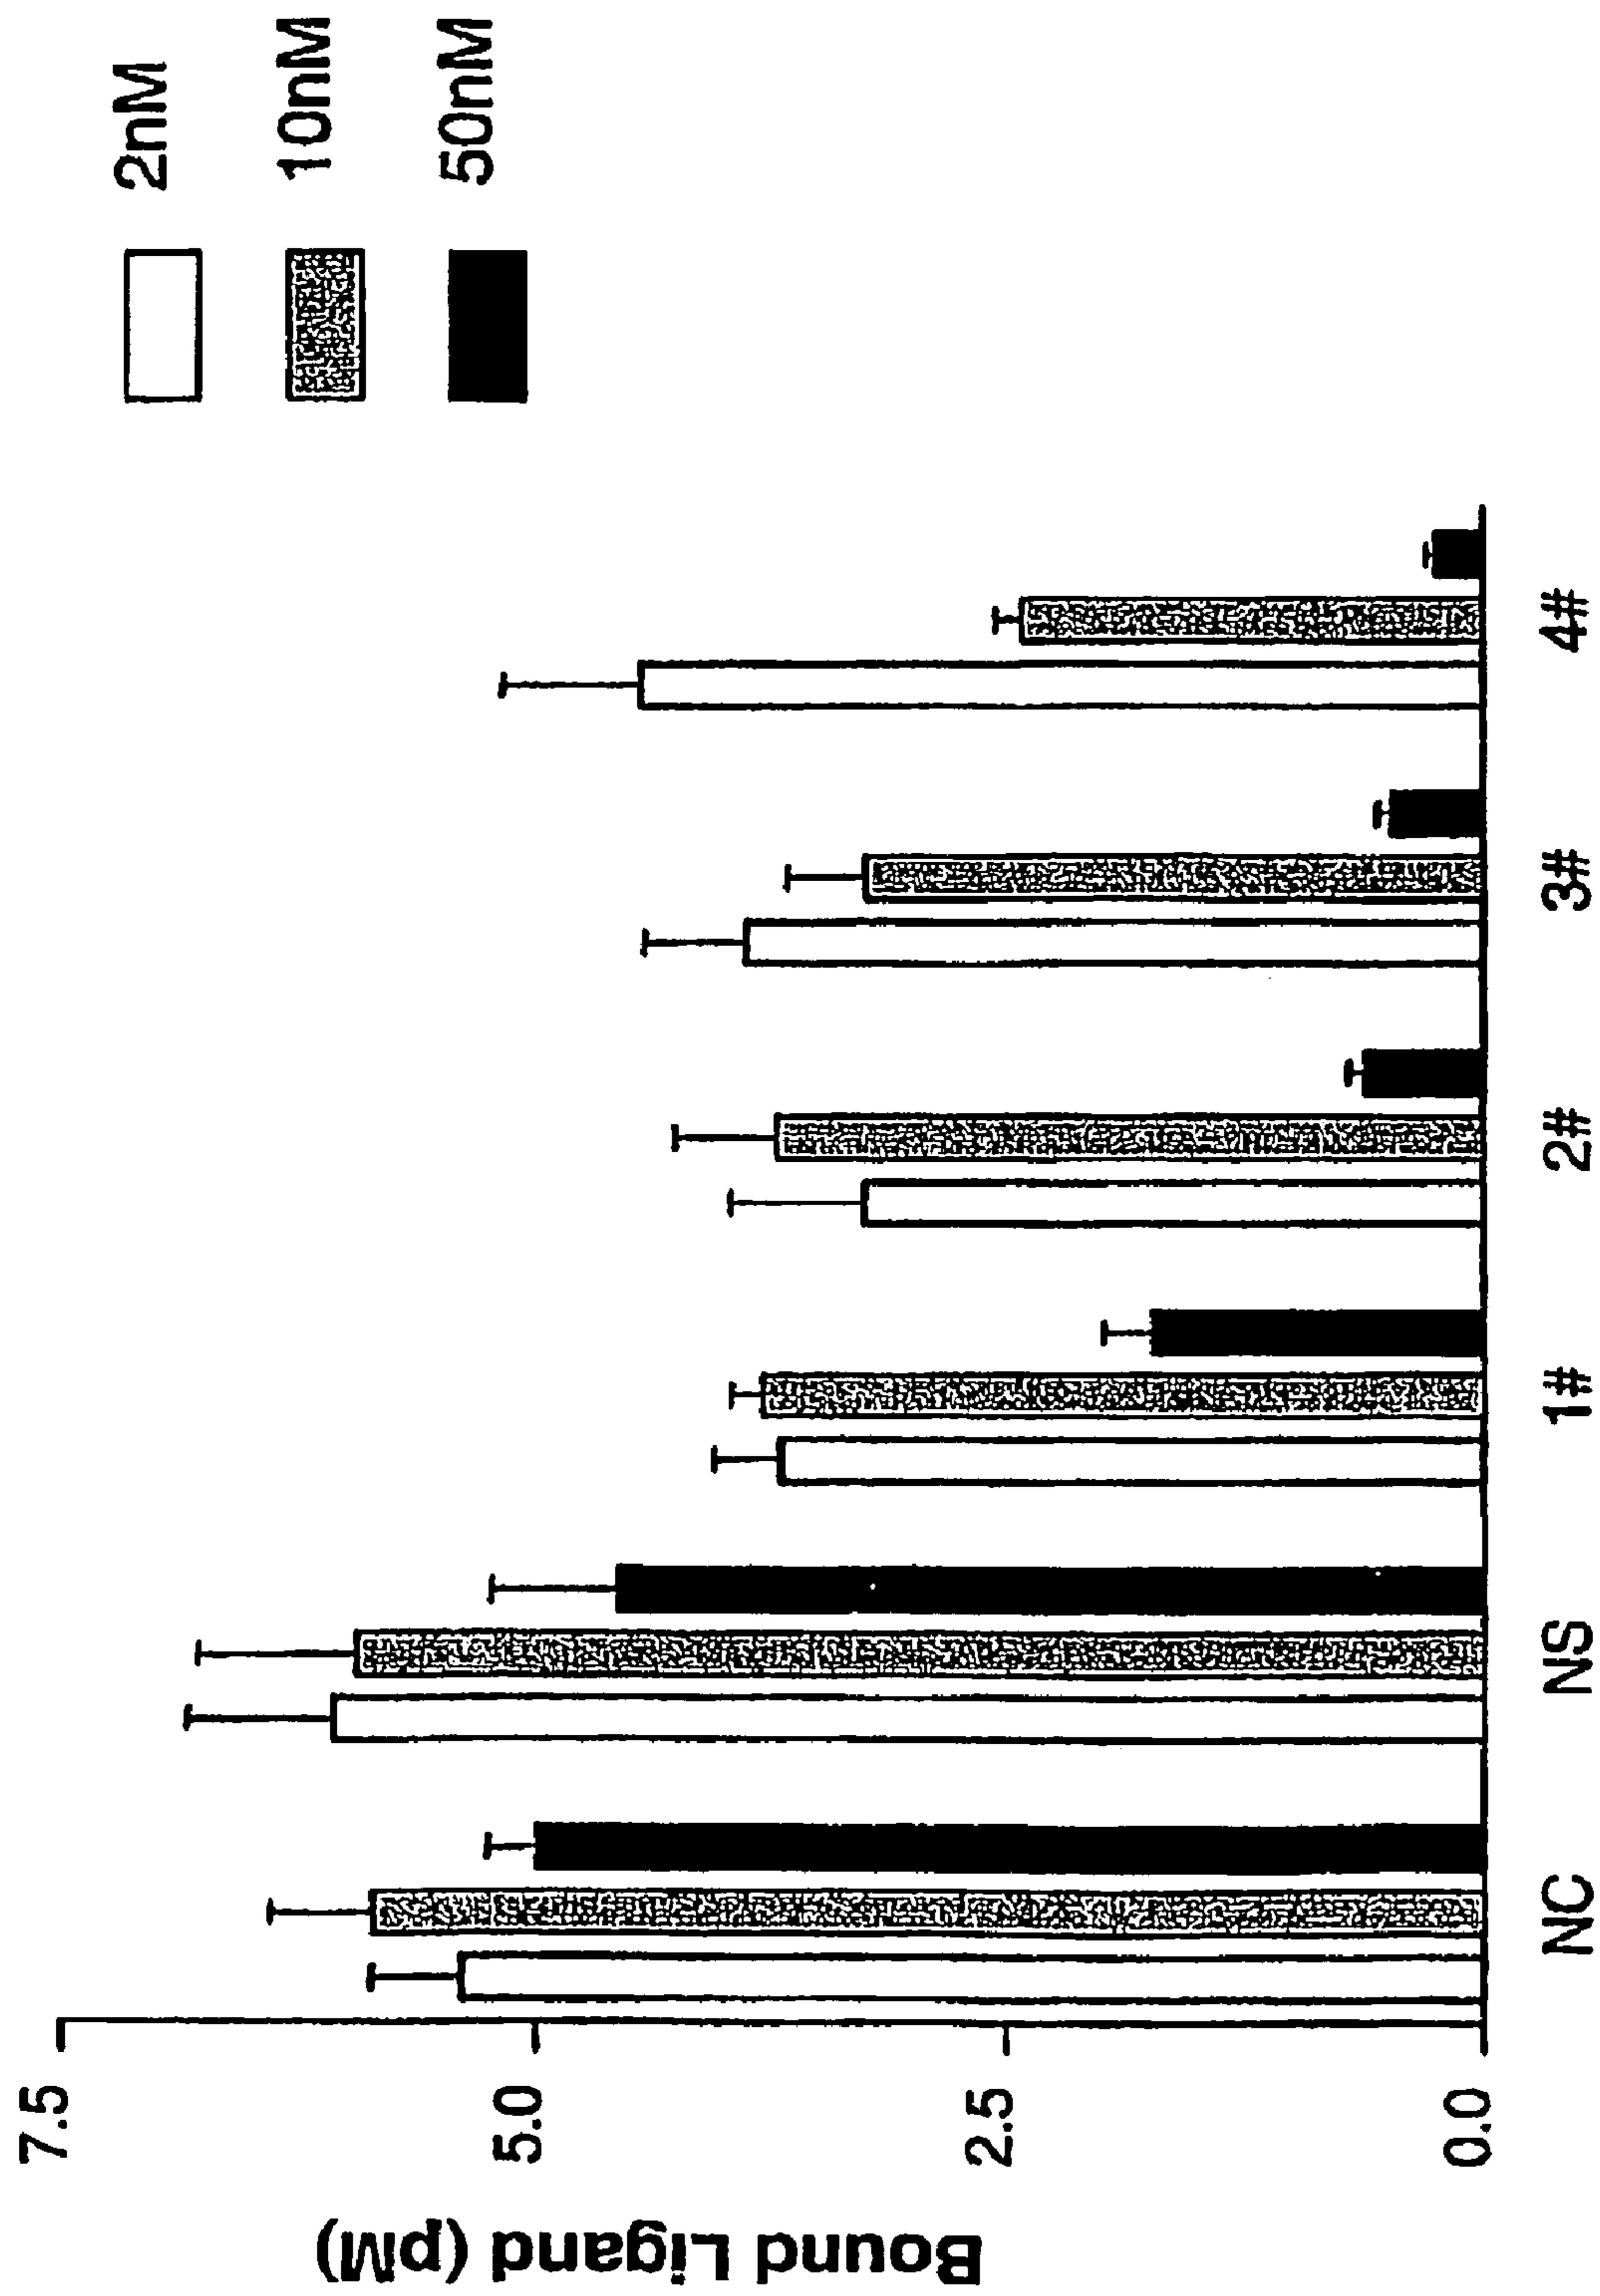 2nM
10nM
50nM
Bound Ligand (pM)
7.5
5.0
2.5
0.0
NC
NS
1#
2#
3#
4#